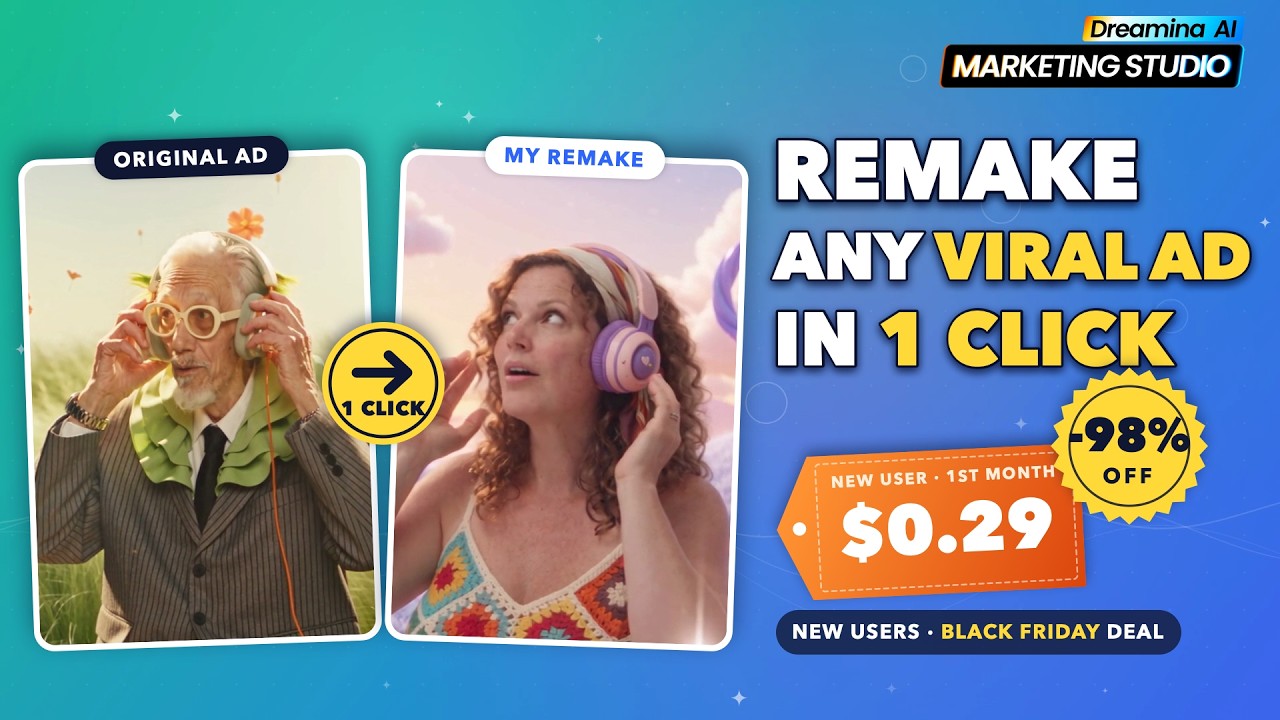 Dreamina AI
MARKETING STUDIO
ORIGINAL AD
MY REMAKE
1 CLICK
REMAKE
ANY VIRAL AD
IN 1 CLICK
-98%
OFF
NEW USER · 1ST MONTH
$0.29
NEW USERS · BLACK FRIDAY DEAL